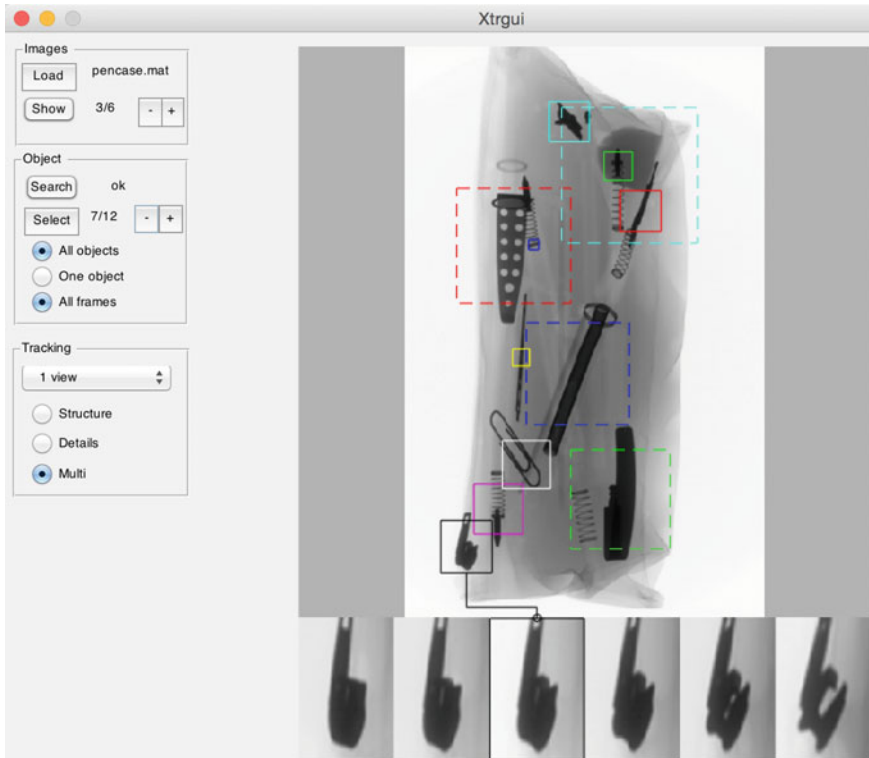 Xtrgui
Images
Load pencase.mat
Show 3/6 - +
Object
Search ok
Select 7/12 - +
All objects
One object
All frames
Tracking
1 view
Structure
Details
Multi